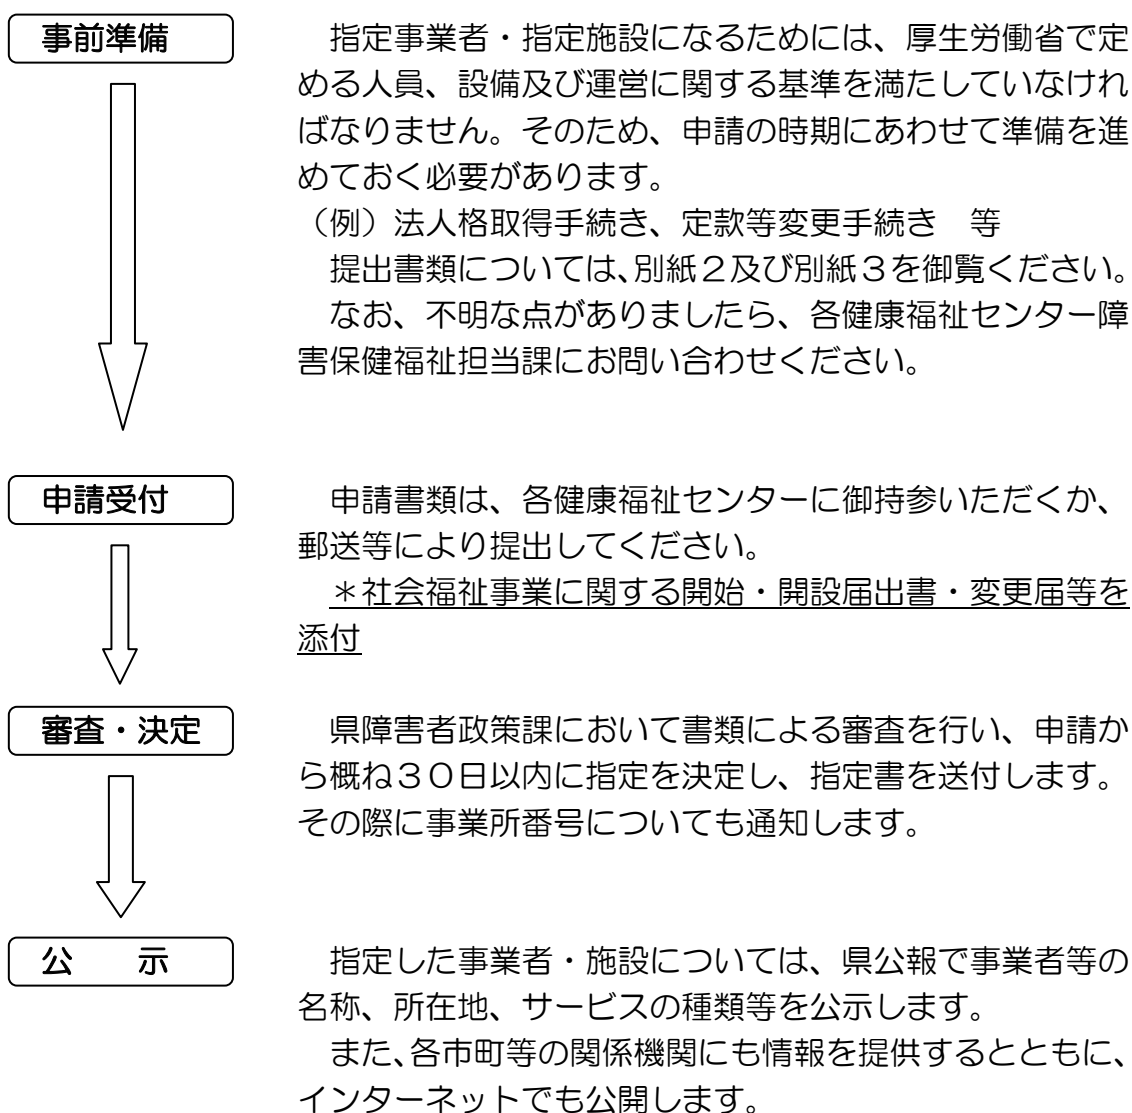 事前準備
　指定事業者・指定施設になるためには、厚生労働省で定
める人員、設備及び運営に関する基準を満たしていなけれ
ばなりません。そのため、申請の時期にあわせて準備を進
めておく必要があります。
（例）法人格取得手続き、定款等変更手続き　等
　提出書類については、別紙２及び別紙３を御覧ください。
　なお、不明な点がありましたら、各健康福祉センター障
害保健福祉担当課にお問い合わせください。
申請受付
　申請書類は、各健康福祉センターに御持参いただくか、
郵送等により提出してください。
　＊社会福祉事業に関する開始・開設届出書・変更届等を
添付
審査・決定
　県障害者政策課において書類による審査を行い、申請か
ら概ね３０日以内に指定を決定し、指定書を送付します。
その際に事業所番号についても通知します。
公　　示
　指定した事業者・施設については、県公報で事業者等の
名称、所在地、サービスの種類等を公示します。
　また、各市町等の関係機関にも情報を提供するとともに、
インターネットでも公開します。